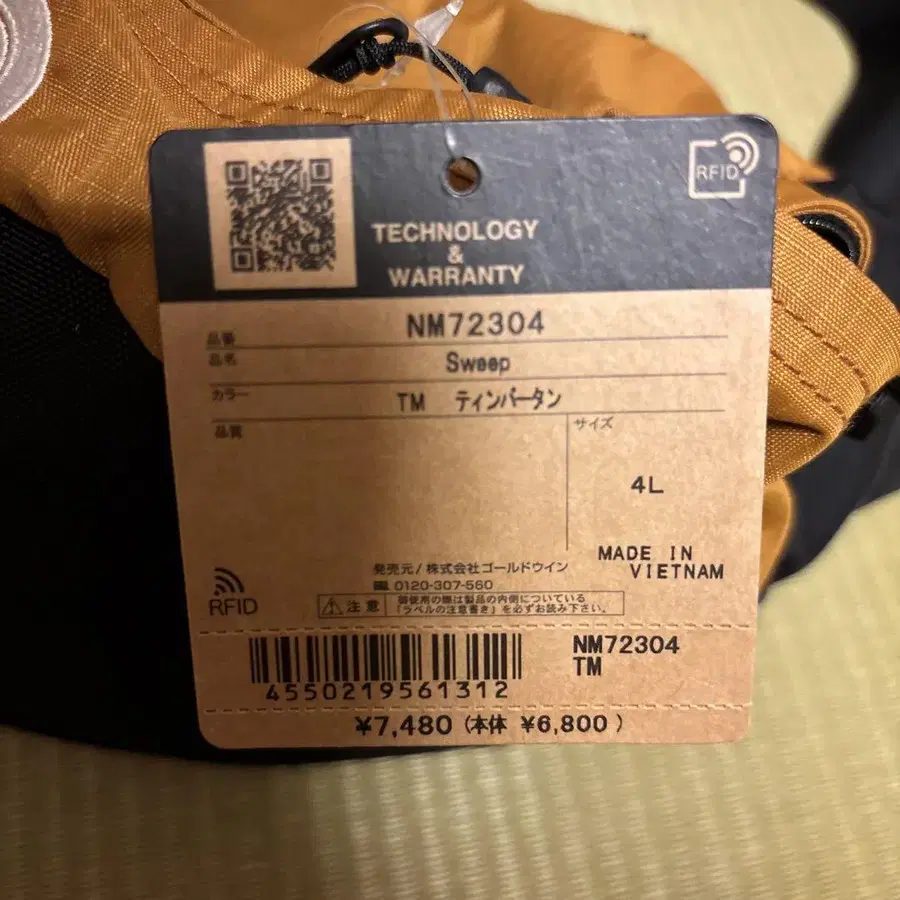 RFID
TECHNOLOGY
&
WARRANTY
品番 NM72304
品名 Sweep
カラー TM ティンバータン
品質
サイズ
4L
MADE IN
VIETNAM
発売元/株式会社ゴールドウイン
0120-307-560
RFID
注意
御使用の際は製品の内側についている
「ラベルの注意書き」を必ずお読み下さい。
NM72304
TM
4550219561312
¥7,480 (本体 ¥6,800 )